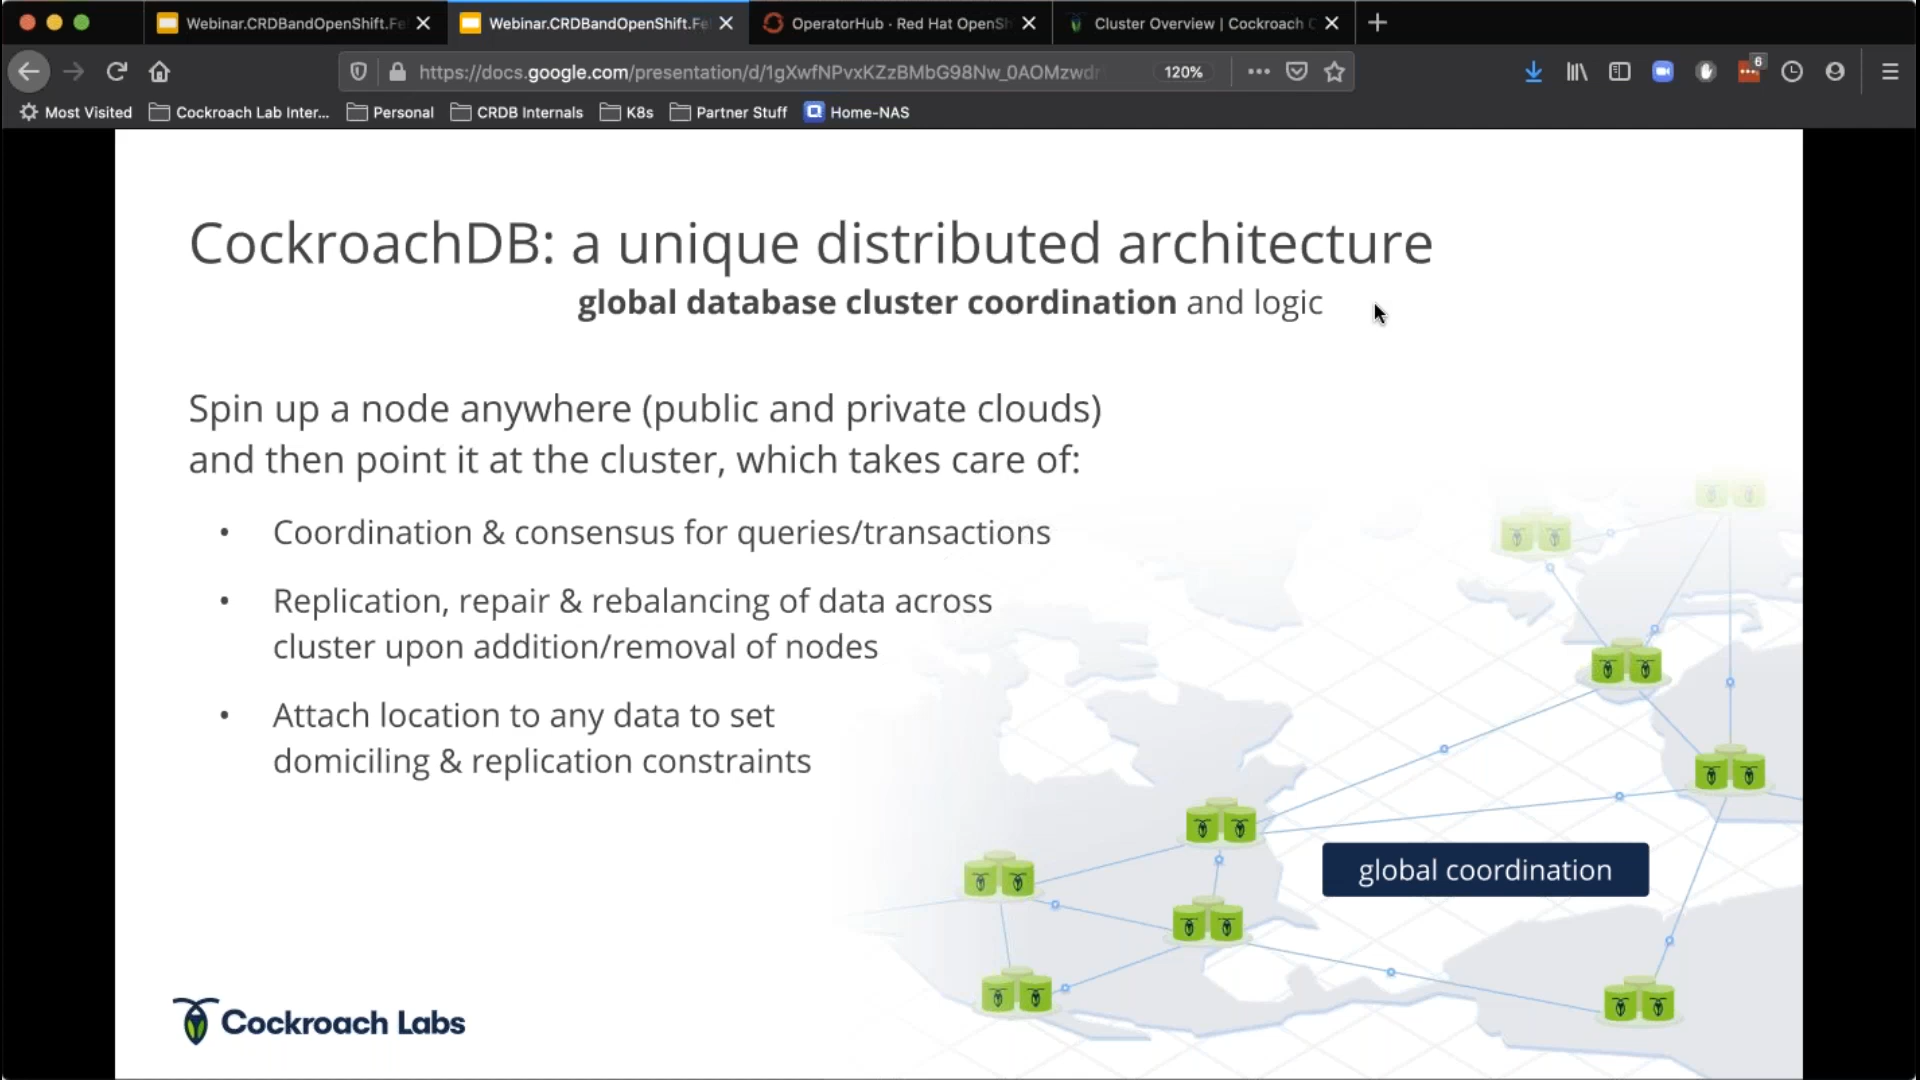 Webinar.CRDBandOpenShift.Fe
Webinar.CRDBandOpenShift.Fe
OperatorHub · Red Hat OpenSh
Cluster Overview | Cockroach C
https://docs.google.com/presentation/d/1gXwfNPvxKZzBMbG98Nw_0AOMzwdr
120%
6
Most Visited
Cockroach Lab Inter...
Personal
CRDB Internals
K8s
Partner Stuff
Home-NAS
CockroachDB: a unique distributed architecture
global database cluster coordination and logic
Spin up a node anywhere (public and private clouds)
and then point it at the cluster, which takes care of:
• Coordination & consensus for queries/transactions
• Replication, repair & rebalancing of data across
cluster upon addition/removal of nodes
• Attach location to any data to set
domiciling & replication constraints
global coordination
Cockroach Labs